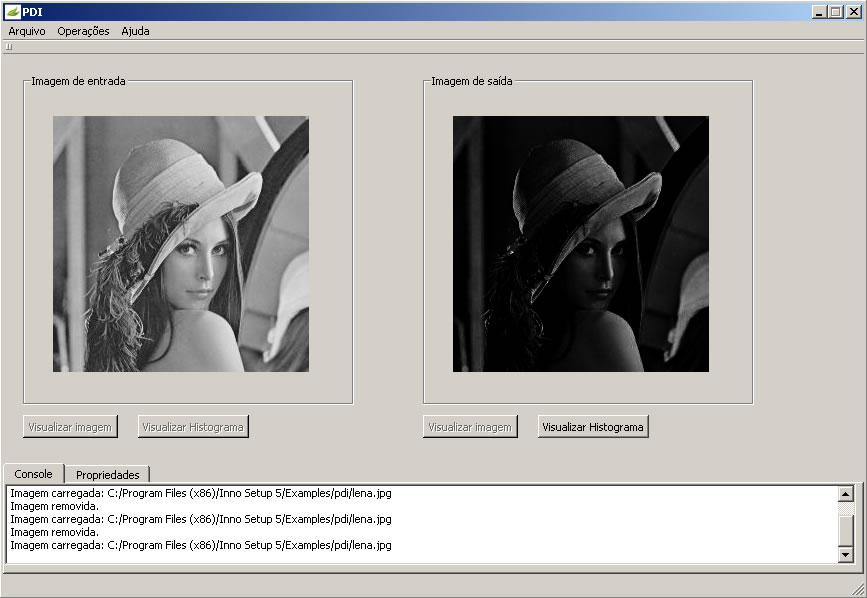 PDI
Arquivo Operações Ajuda
Imagem de entrada
Imagem de saída
Visualizar imagem Visualizar Histograma
Visualizar imagem Visualizar Histograma
Console Propriedades
Imagem carregada: C:/Program Files (x86)/Inno Setup 5/Examples/pdi/lena.jpg
Imagem removida.
Imagem carregada: C:/Program Files (x86)/Inno Setup 5/Examples/pdi/lena.jpg
Imagem removida.
Imagem carregada: C:/Program Files (x86)/Inno Setup 5/Examples/pdi/lena.jpg